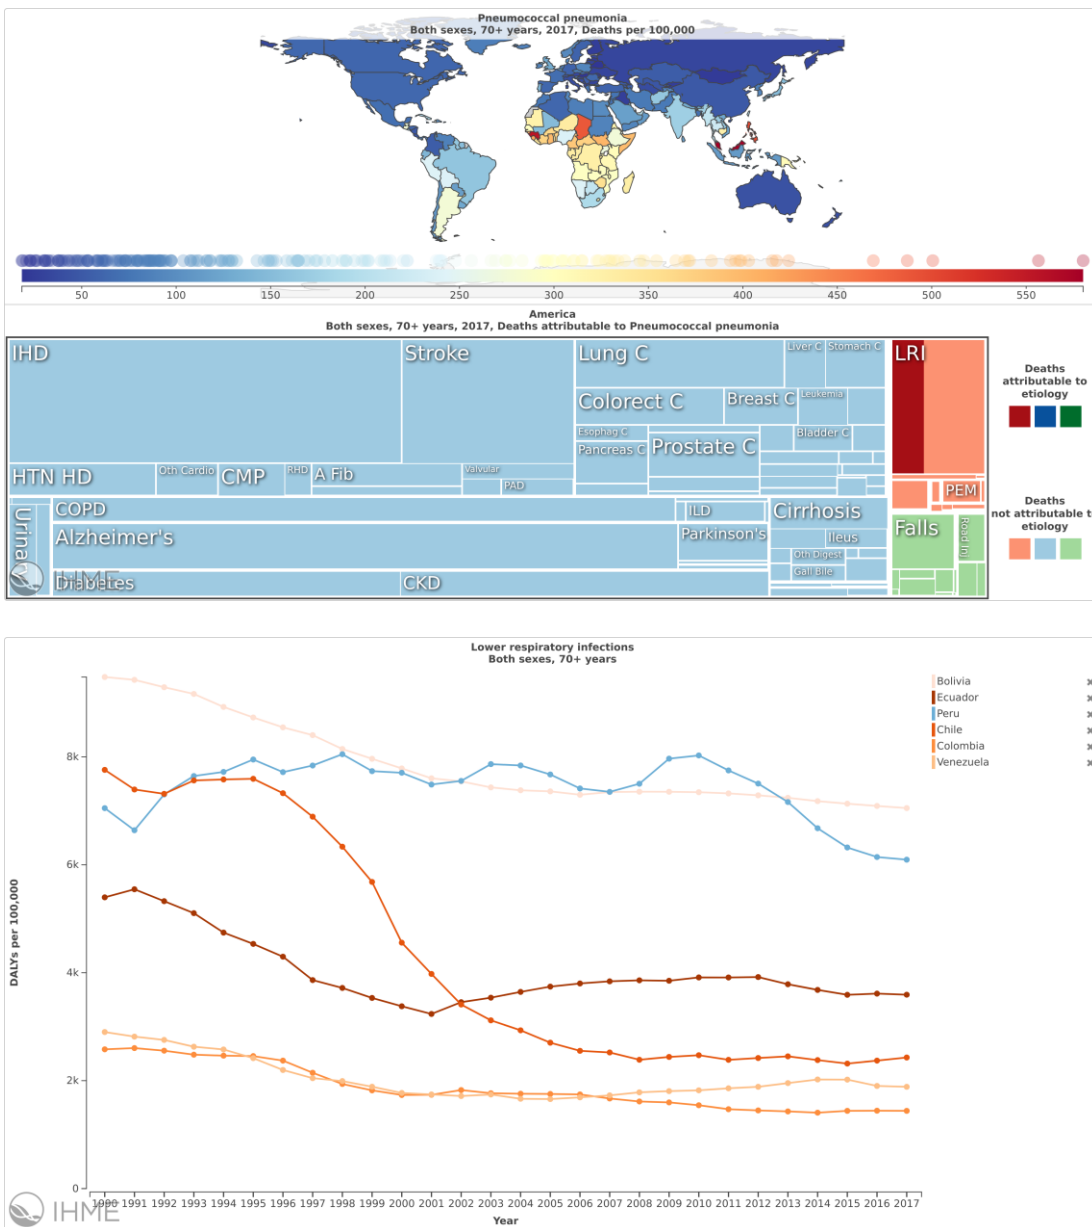 Pneumococcal pneumonia
Both sexes, 70+ years, 2017, Deaths per 100,000
50 100 150 200 250 300 350 400 450 500 550
America
Both sexes, 70+ years, 2017, Deaths attributable to Pneumococcal pneumonia
IHD
Stroke
Lung C
Liver C
Stomach C
LRI
Colorect C
Breast C
Leukemia
Esophag C
Prostate C
Bladder C
Pancreas C
HTN HD
Oth Cardio
CMP
RHD
A Fib
Valvular
PAD
PEM
Urinary
COPD
ILD
Cirrhosis
Alzheimer's
Parkinson's
Ileus
Oth Digest
Gall Bile
Falls
Road Inj
Diabetes
CKD
IHME
Deaths
attributable to
etiology
Deaths
not attributable to
etiology
Lower respiratory infections
Both sexes, 70+ years
Bolivia
Ecuador
Peru
Chile
Colombia
Venezuela
8k
6k
4k
2k
0
DALYs per 100,000
1990 1991 1992 1993 1994 1995 1996 1997 1998 1999 2000 2001 2002 2003 2004 2005 2006 2007 2008 2009 2010 2011 2012 2013 2014 2015 2016 2017
Year
IHME